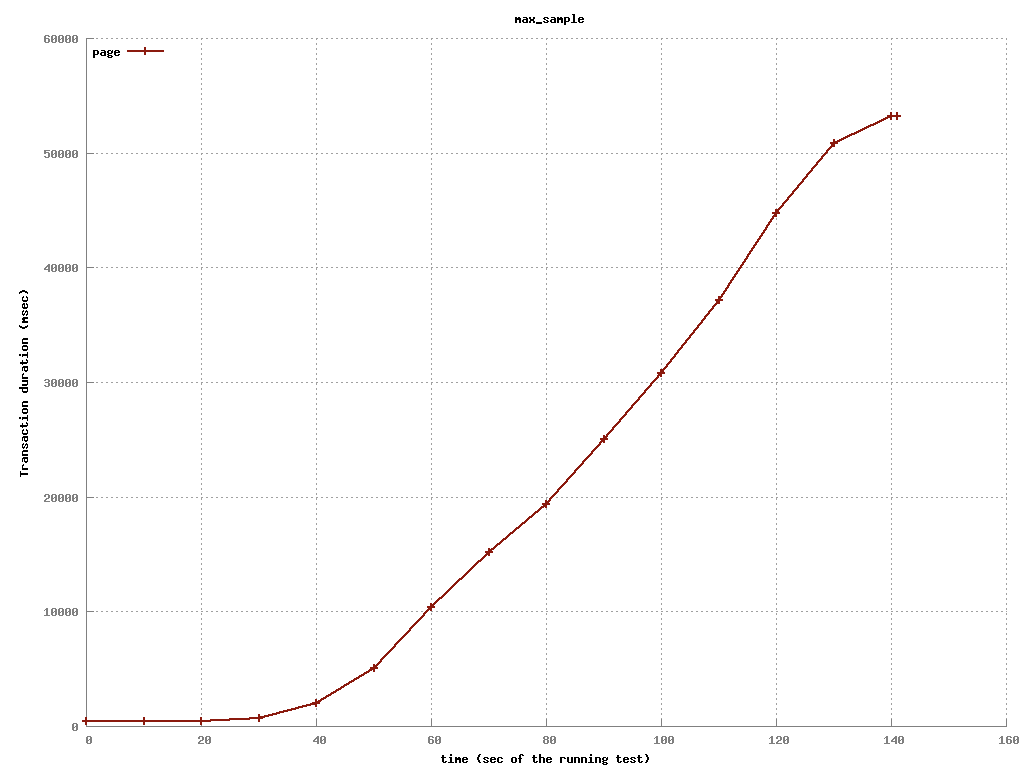 max_sample
60000
page
50000
40000
Transaction duration (msec)
30000
20000
10000
0
0 20 40 60 80 100 120 140 160
time (sec of the running test)